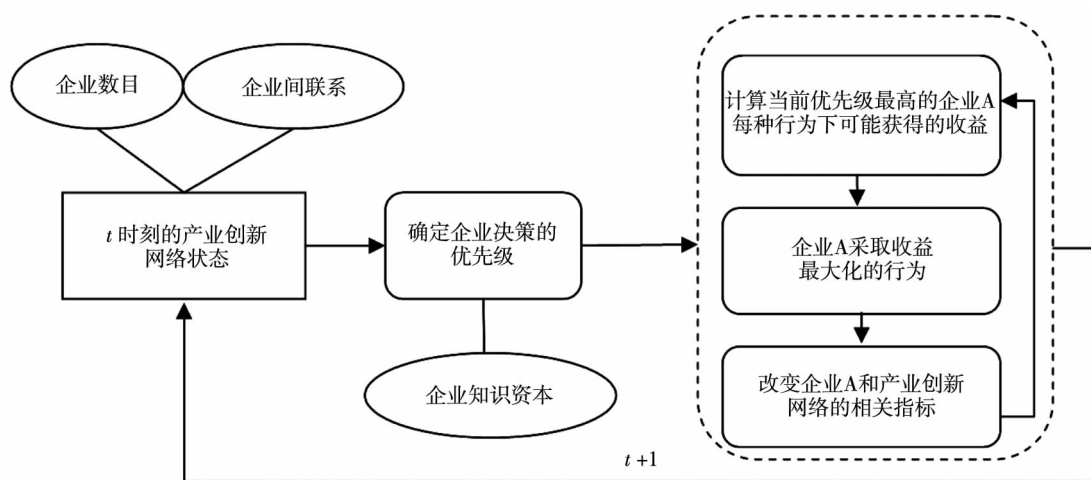 企业数目
企业间联系
t 时刻的产业创新
网络状态
确定企业决策的
优先级
企业知识资本
计算当前优先级最高的企业A
每种行为下可能获得的收益
企业A采取收益
最大化的行为
改变企业A和产业创新
网络的相关指标
t +1